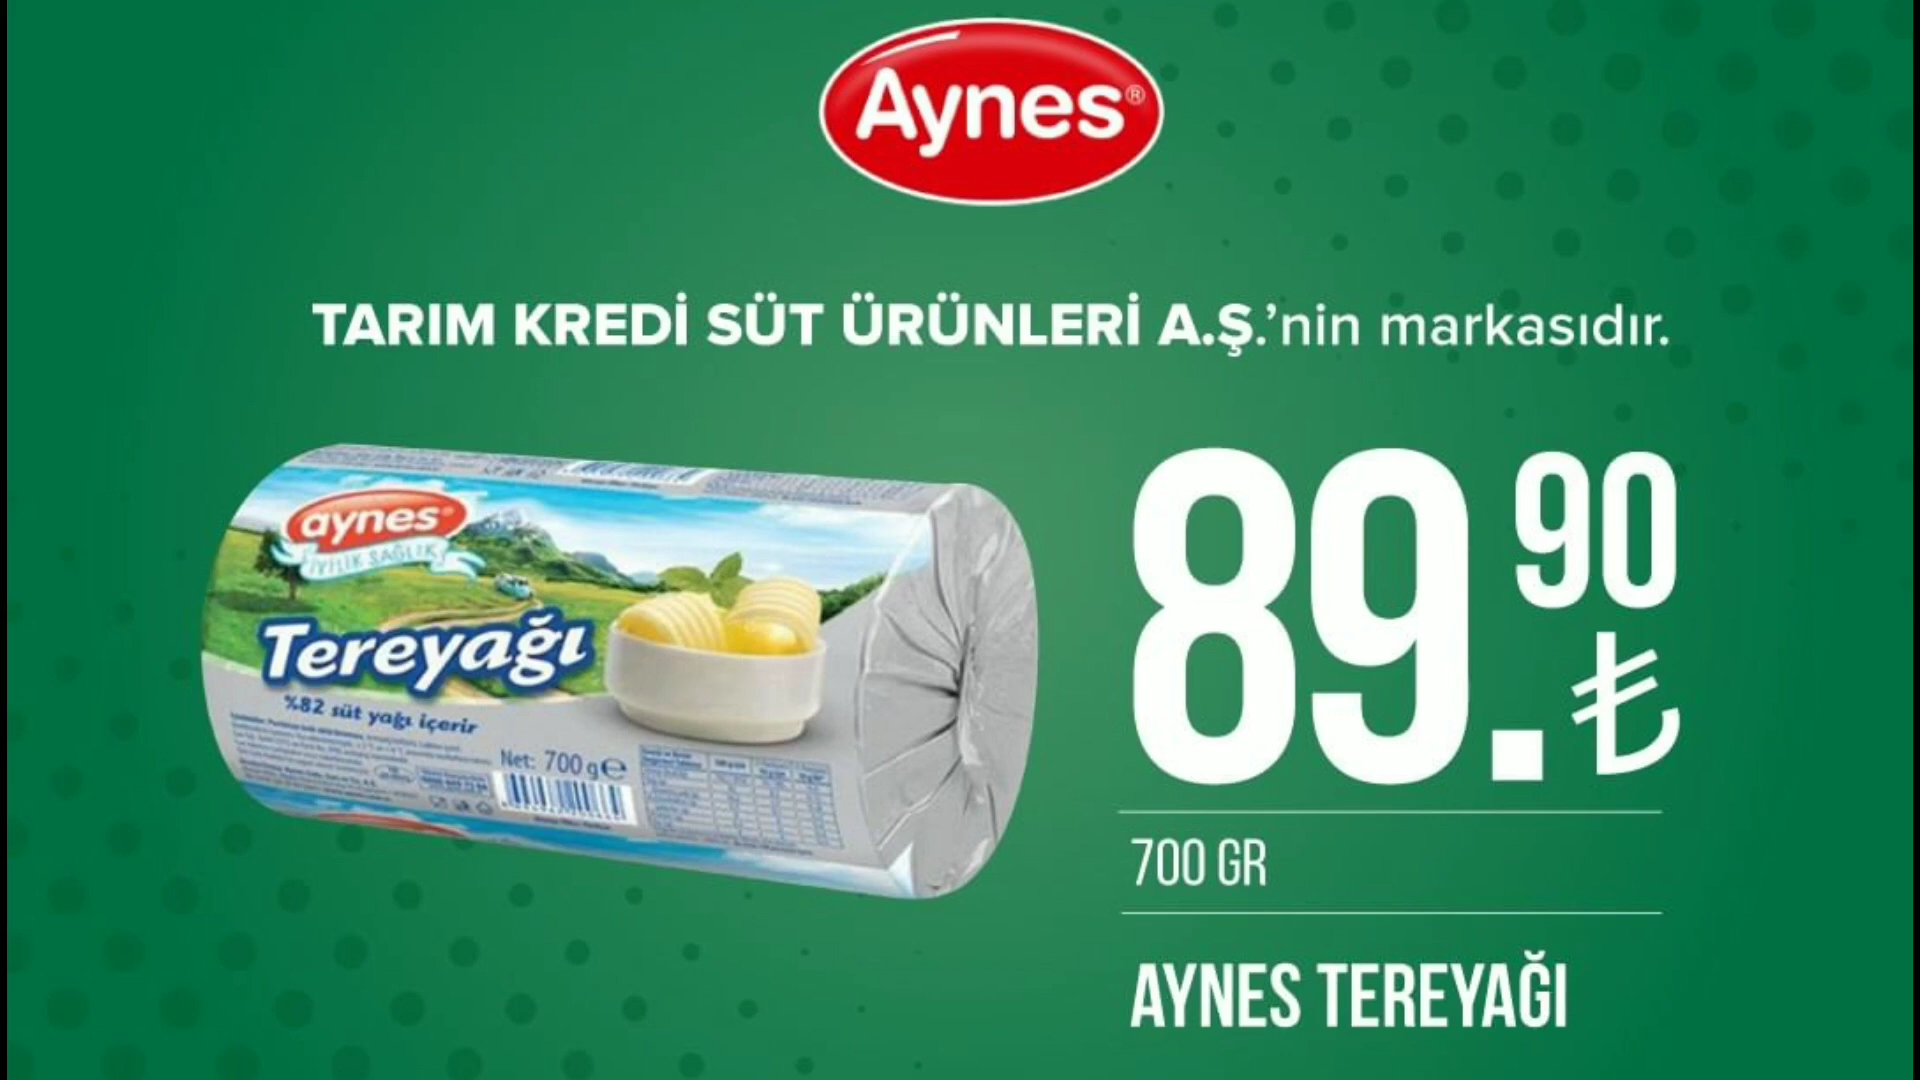 Aynes®
TARIM KREDİ SÜT ÜRÜNLERİ A.Ş.'nin markasıdır.
aynes®
İYİLİK SAĞLIK
Tereyağı
%82 süt yağı içerir
Net: 700 g e
89.90 ₺
700 GR
AYNES TEREYAĞI